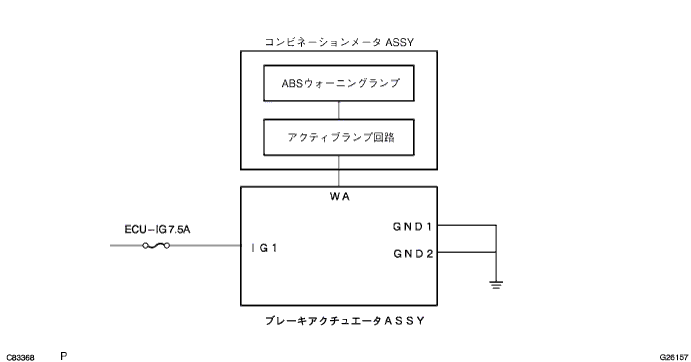 コンビネーションメータ ASSY
ABSウォーニングランプ
アクティブランプ回路
WA
ECU-IG 7.5A
IG1
GND1
GND2
ブレーキアクチュエータASSY
C83368
P
G26157